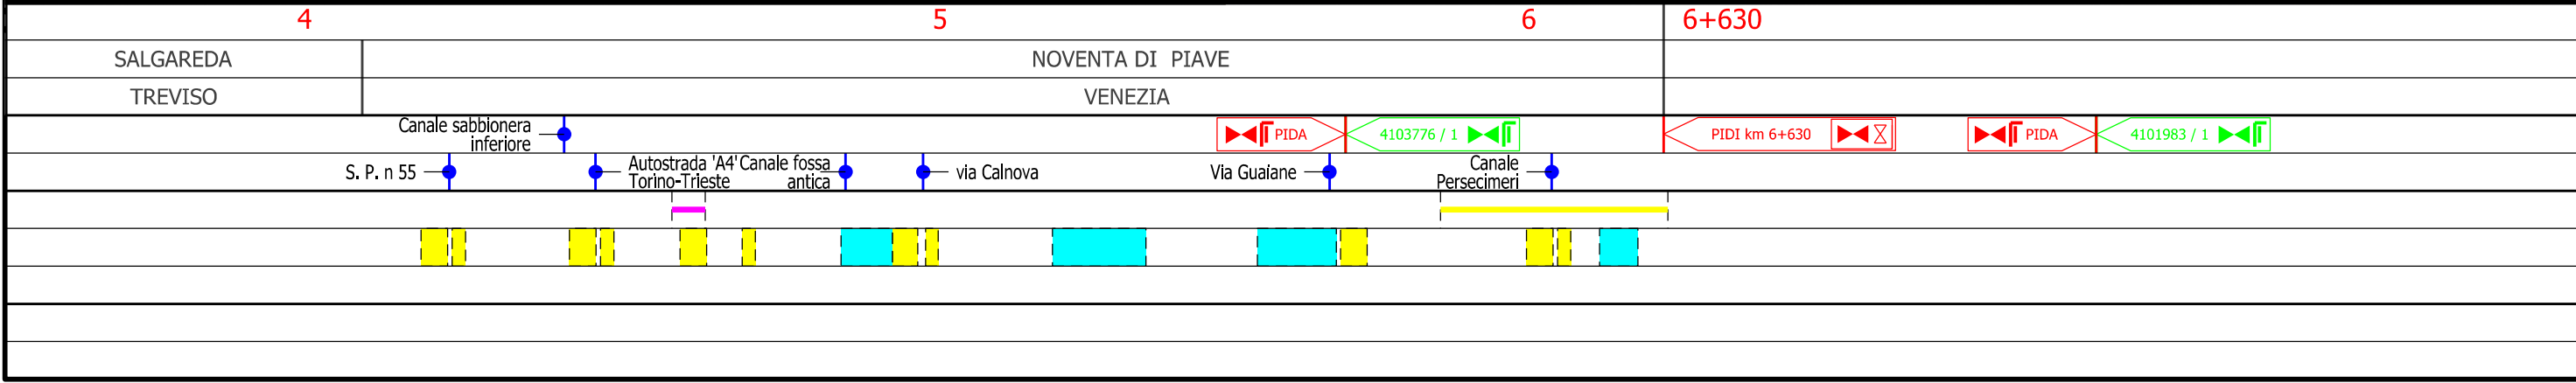 4 5 6 6+630
SALGAREDA NOVENTA DI PIAVE
TREVISO VENEZIA
Canale sabbionera
inferiore
PIDA 4103776 / 1 PIDI km 6+630 PIDA 4101983 / 1
S. P. n 55
Autostrada 'A4'
Torino-Trieste
Canale fossa
antica
via Calnova
Via Guaiane
Canale
Persecimeri